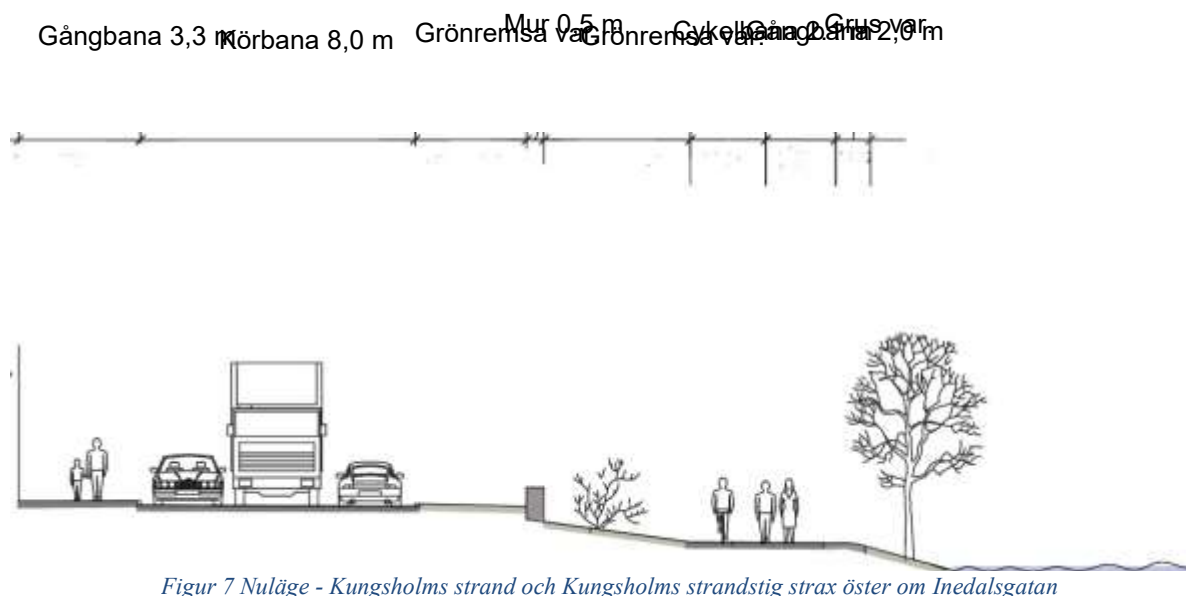 Gångbana 3,3 m
Körbana 8,0 m
Grönremsa var.
Mur 0,5 m
Grönremsa var.
Cykelbana
Gångbana 2,0 m
Grus var.
Figur 7 Nuläge - Kungsholms strand och Kungsholms strandstig strax öster om Inedalsgatan